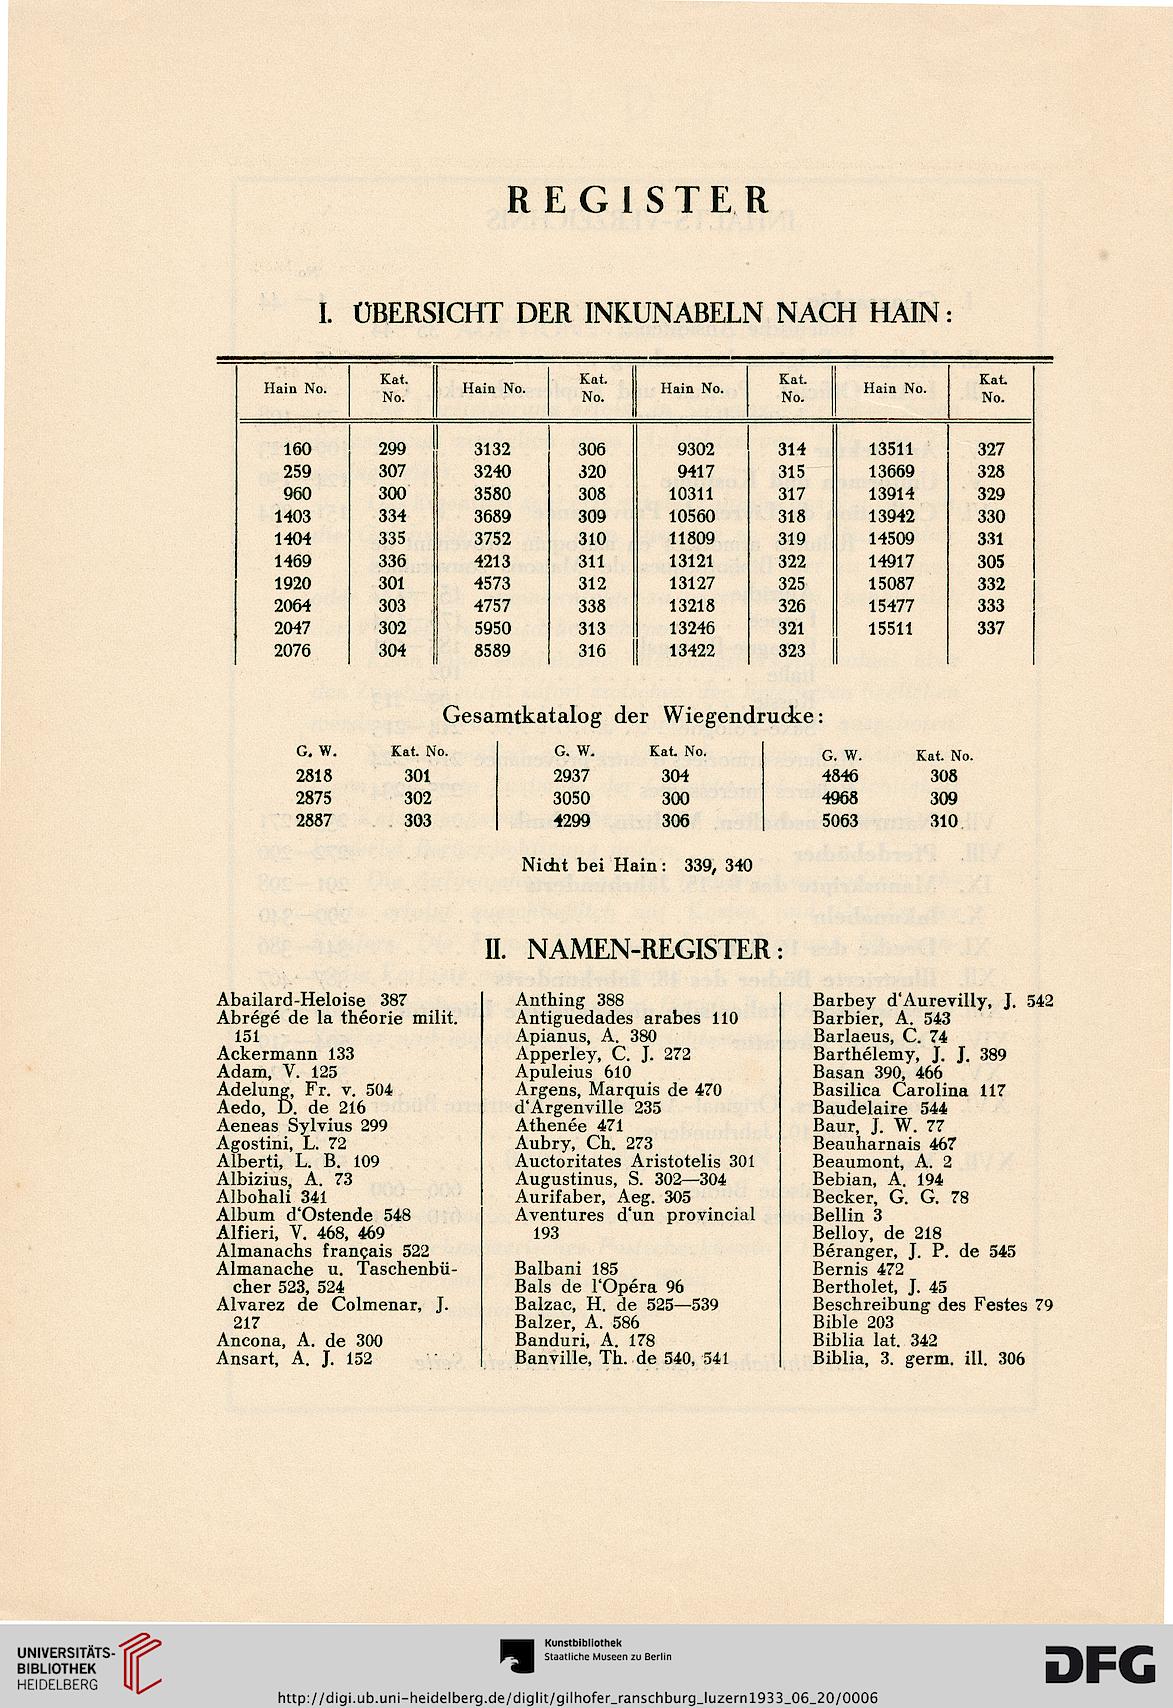 REGISTER
I. ÜBERSICHT DER INKUNABELN NACH HAIN:
Hain No. Kat. No. Hain No. Kat. No. Hain No. Kat. No. Hain No. Kat. No.
160 299 3132 306 9302 314 13511 327
259 307 3240 320 9417 315 13669 328
960 300 3580 308 10311 317 13914 329
1403 334 3689 309 10560 318 13942 330
1404 335 3752 310 11809 319 14509 331
1469 336 4213 311 13121 322 14917 305
1920 301 4573 312 13127 325 15087 332
2064 303 4757 338 13218 326 15477 333
2047 302 5950 313 13246 321 15511 337
2076 304 8589 316 13422 323
Gesamtkatalog der Wiegendrucke:
G. W. Kat. No. G. W. Kat. No. G. W. Kat. No.
2818 301 2937 304 4846 308
2875 302 3050 300 4968 309
2887 303 4299 306 5063 310
Nicht bei Hain: 339, 340
II. NAMEN-REGISTER:
Abailard-Heloise 387
Abrégé de la théorie milit.
151
Ackermann 133
Adam, V. 125
Adelung, Fr. v. 504
Aedo, D. de 216
Aeneas Sylvius 299
Agostini, L. 72
Alberti, L. B. 109
Albizius, A. 73
Albohali 341
Album d'Ostende 548
Alfieri, V. 468, 469
Almanachs français 522
Almanache u. Taschenbü-
cher 523, 524
Alvarez de Colmenar, J.
217
Ancona, A. de 300
Ansart, A. J. 152
Anthing 388
Antiguedades arabes 110
Apianus, A. 380
Apperley, C. J. 272
Apuleius 610
Argens, Marquis de 470
d'Argenville 235
Athenée 471
Aubry, Ch. 273
Auctoritates Aristotelis 301
Augustinus, S. 302—304
Aurifaber, Aeg. 305
Aventures d'un provincial
193
Balbani 185
Bals de l'Opéra 96
Balzac, H. de 525—539
Balzer, A. 586
Banduri, A. 178
Banville, Th. de 540, 541
Barbey d'Aurevilly, J. 542
Barbier, A. 543
Barlaeus, C. 74
Barthélemy, J. J. 389
Basan 390, 466
Basilica Carolina 117
Baudelaire 544
Baur, J. W. 77
Beauharnais 467
Beaumont, A. 2
Bebian, A. 194
Becker, G. G. 78
Bellin 3
Belloy, de 218
Béranger, J. P. de 545
Bernis 472
Bertholet, J. 45
Beschreibung des Festes 79
Bible 203
Biblia lat. 342
Biblia, 3. germ. ill. 306
UNIVERSITÄTS-
BIBLIOTHEK
HEIDELBERG
Kunstbibliothek
Staatliche Museen zu Berlin
DFG
http://digi.ub.uni-heidelberg.de/diglit/gilhofer_ranschburg_luzern1933_06_20/0006